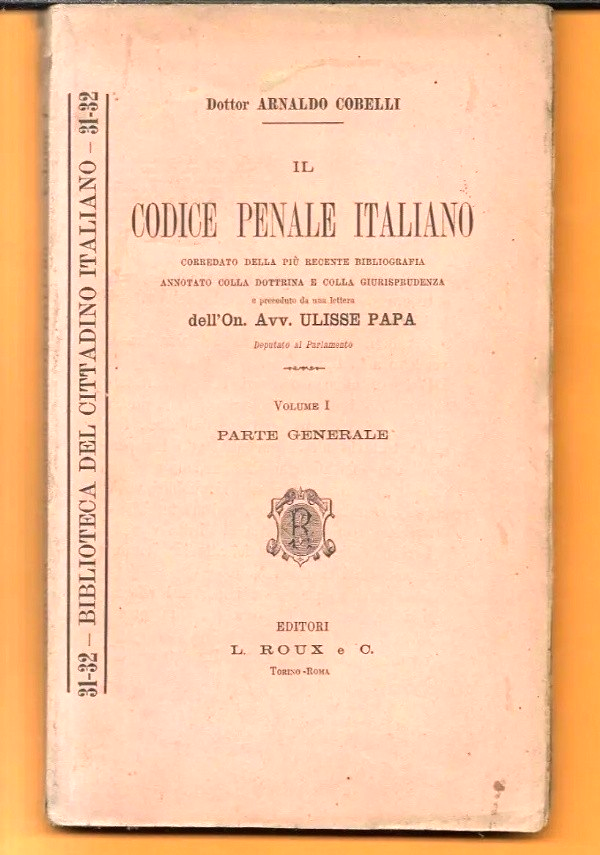 31-32 – BIBLIOTECA DEL CITTADINO ITALIANO – 31-32
Dottor ARNALDO COBELLI
IL
CODICE PENALE ITALIANO
CORREDATO DELLA PIÙ RECENTE BIBLIOGRAFIA
ANNOTATO COLLA DOTTRINA E COLLA GIURISPRUDENZA
e preceduto da una lettera
dell'On. Avv. ULISSE PAPA
Deputato al Parlamento
VOLUME I
PARTE GENERALE
R
EDITORI
L. ROUX e C.
TORINO-ROMA